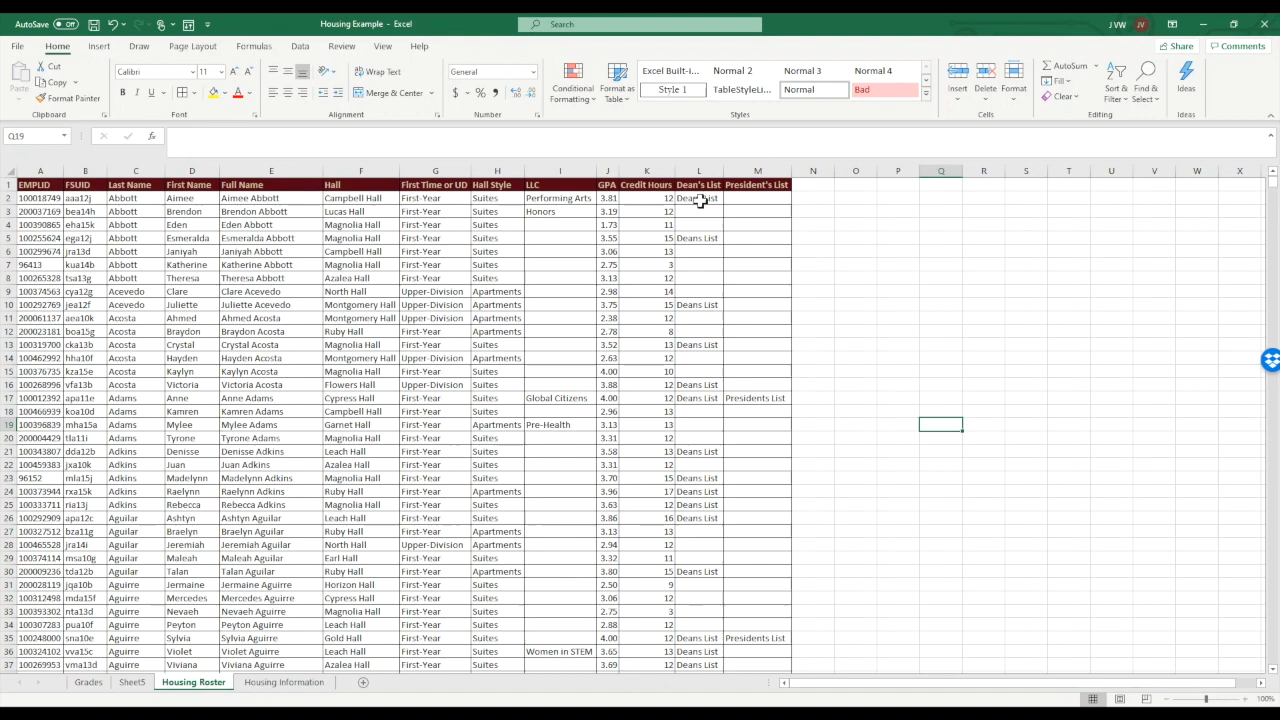 AutoSave Off Housing Example - Excel Search J VW JV
File Home Insert Draw Page Layout Formulas Data Review View Help Share Comments
Paste Cut Copy Format Painter Clipboard
Calibri 11 B I U A A Font
Wrap Text Merge & Center Alignment
General $ % Number
Conditional Formatting Format as Table
Excel Built-i... Normal 2 Normal 3 Normal 4
Style 1 TableStyleLi... Normal Bad
Styles
Insert Delete Format Cells
AutoSum Fill Clear Sort & Filter Find & Select Editing
Ideas Ideas
Q19 fx
A B C D E F G H I J K L M N O P Q R S T U V W X
1 EMPLID FSUID Last Name First Name Full Name Hall First Time or UD Hall Style LLC GPA Credit Hours Dean's List President's List
2 100018749 aaa12j Abbott Aimee Aimee Abbott Campbell Hall First-Year Suites Performing Arts 3.81 12 Deans List
3 200037169 bea14h Abbott Brendon Brendon Abbott Lucas Hall First-Year Suites Honors 3.19 12
4 100390865 eha15k Abbott Eden Eden Abbott Magnolia Hall First-Year Suites 1.73 11
5 100255624 ega12j Abbott Esmeralda Esmeralda Abbott Magnolia Hall First-Year Suites 3.55 15 Deans List
6 100299674 jra13d Abbott Janiyah Janiyah Abbott Campbell Hall First-Year Suites 3.06 13
7 96413 kua14b Abbott Katherine Katherine Abbott Magnolia Hall First-Year Suites 2.75 3
8 100265328 tsa13g Abbott Theresa Theresa Abbott Azalea Hall First-Year Suites 3.13 12
9 100374563 cya12g Acevedo Clare Clare Acevedo North Hall Upper-Division Apartments 2.98 14
10 100292769 jea12f Acevedo Juliette Juliette Acevedo Montgomery Hall Upper-Division Apartments 3.75 15 Deans List
11 200061137 aea10k Acosta Ahmed Ahmed Acosta Montgomery Hall Upper-Division Apartments 2.38 12
12 200023181 boa15g Acosta Braydon Braydon Acosta Ruby Hall First-Year Apartments 2.78 8
13 100319700 cka13b Acosta Crystal Crystal Acosta Magnolia Hall First-Year Suites 3.52 13 Deans List
14 100462992 hha10f Acosta Hayden Hayden Acosta Montgomery Hall Upper-Division Apartments 2.63 12
15 100376735 kza15e Acosta Kaylyn Kaylyn Acosta Magnolia Hall First-Year Suites 4.00 10
16 100268996 vfa13b Acosta Victoria Victoria Acosta Flowers Hall Upper-Division Suites 3.88 12 Deans List
17 100012392 apa11e Adams Anne Anne Adams Cypress Hall First-Year Suites Global Citizens 4.00 12 Deans List Presidents List
18 100466939 koa10d Adams Kamren Kamren Adams Campbell Hall First-Year Suites 2.96 13
19 100396839 mha15a Adams Mylee Mylee Adams Garnet Hall First-Year Apartments Pre-Health 3.13 13
20 200004429 tla11i Adams Tyrone Tyrone Adams Magnolia Hall First-Year Suites 3.31 12
21 100343807 dda12b Adkins Denisse Denisse Adkins Leach Hall First-Year Suites 3.58 13 Deans List
22 100459383 jxa10k Adkins Juan Juan Adkins Azalea Hall First-Year Suites 3.31 12
23 96152 mla15j Adkins Madelynn Madelynn Adkins Magnolia Hall First-Year Suites 3.70 15 Deans List
24 100373944 rxa15k Adkins Raelynn Raelynn Adkins Ruby Hall First-Year Apartments 3.96 17 Deans List
25 100333711 ria13j Adkins Rebecca Rebecca Adkins Magnolia Hall First-Year Suites 3.63 12 Deans List
26 100292909 apa12c Aguilar Ashtyn Ashtyn Aguilar Leach Hall First-Year Suites 3.86 16 Deans List
27 100327512 bza11g Aguilar Braelyn Braelyn Aguilar Ruby Hall First-Year Apartments 3.13 13
28 100465528 jra14i Aguilar Jeremiah Jeremiah Aguilar North Hall Upper-Division Apartments 2.94 12
29 100374114 msa10g Aguilar Maleah Maleah Aguilar Earl Hall First-Year Suites 3.32 11
30 200009236 tda12b Aguilar Talan Talan Aguilar Ruby Hall First-Year Apartments 3.80 15 Deans List
31 200028119 jqa10b Aguirre Jermaine Jermaine Aguirre Horizon Hall First-Year Suites 2.50 9
32 100312498 mda15f Aguirre Mercedes Mercedes Aguirre Cypress Hall First-Year Suites 3.06 12
33 100393302 nta13d Aguirre Nevaeh Nevaeh Aguirre Magnolia Hall First-Year Suites 2.75 3
34 100307283 pua10f Aguirre Peyton Peyton Aguirre Leach Hall First-Year Suites 2.88 12
35 100248000 sna10e Aguirre Sylvia Sylvia Aguirre Gold Hall First-Year Suites 4.00 12 Deans List Presidents List
36 100324102 vva15c Aguirre Violet Violet Aguirre Leach Hall First-Year Suites Women in STEM 3.65 13 Deans List
37 100269953 vma13d Aguirre Viviana Viviana Aguirre Azalea Hall First-Year Suites 3.69 12 Deans List
Grades Sheet5 Housing Roster Housing Information
100%